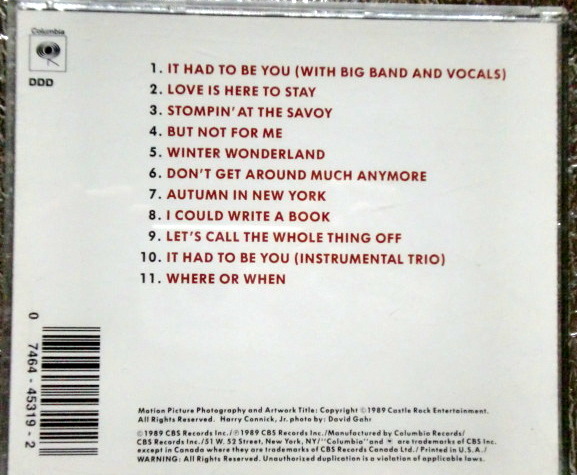 Columbia
DDD
1. IT HAD TO BE YOU (WITH BIG BAND AND VOCALS)
2. LOVE IS HERE TO STAY
3. STOMPIN' AT THE SAVOY
4. BUT NOT FOR ME
5. WINTER WONDERLAND
6. DON'T GET AROUND MUCH ANYMORE
7. AUTUMN IN NEW YORK
8. I COULD WRITE A BOOK
9. LET'S CALL THE WHOLE THING OFF
10. IT HAD TO BE YOU (INSTRUMENTAL TRIO)
11. WHERE OR WHEN
0 7464-45319-2
Motion Picture Photography and Artwork Title: Copyright ©1989 Castle Rock Entertainment.
All Rights Reserved. Harry Connick, Jr. photo by: David Gahr
©1989 CBS Records Inc./℗1989 CBS Records Inc./Manufactured by Columbia Records/
CBS Records Inc./51 W. 52 Street, New York, NY/"Columbia" and are trademarks of CBS Inc.
except in Canada where they are trademarks of CBS Records Canada Ltd./Printed in U.S.A./
WARNING: All Rights Reserved. Unauthorized duplication is a violation of applicable laws.